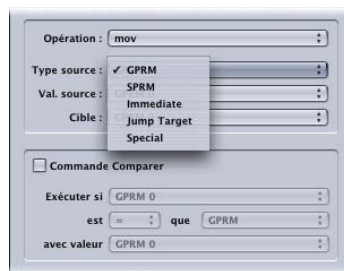 Opération : mov
Type source : ✓ GPRM
SPRM
Val. source :
Immediate
Cible :
Jump Target
Special
Commande Comparer
Exécuter si GPRM 0
est = que GPRM
avec valeur GPRM 0